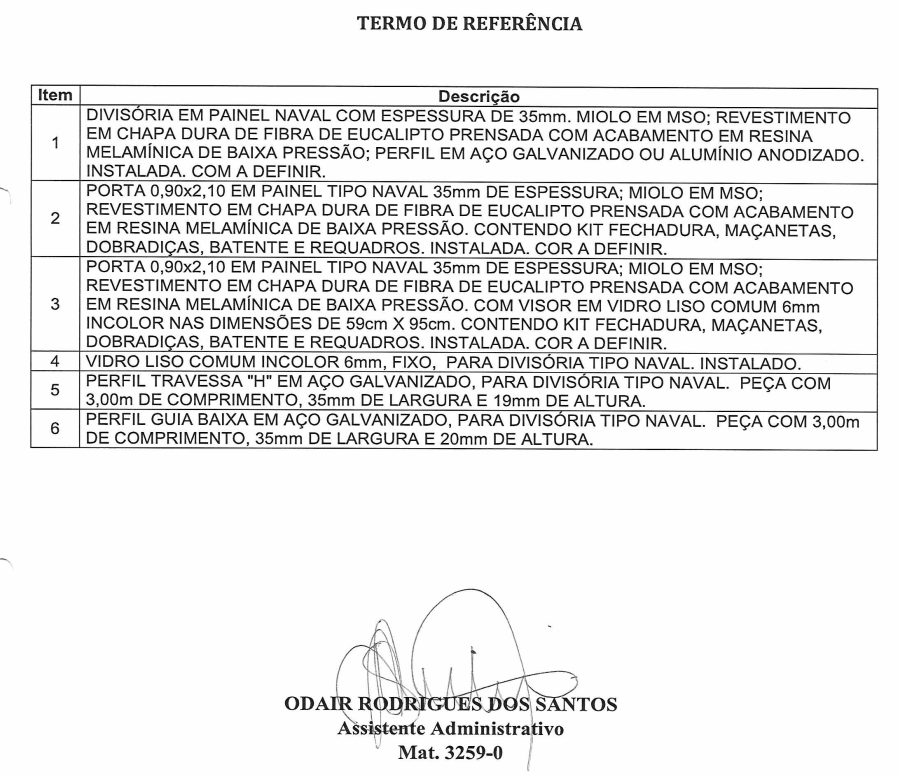 TERMO DE REFERÊNCIA
Item Descrição
1 DIVISÓRIA EM PAINEL NAVAL COM ESPESSURA DE 35mm. MIOLO EM MSO; REVESTIMENTO
EM CHAPA DURA DE FIBRA DE EUCALIPTO PRENSADA COM ACABAMENTO EM RESINA
MELAMÍNICA DE BAIXA PRESSÃO; PERFIL EM AÇO GALVANIZADO OU ALUMÍNIO ANODIZADO.
INSTALADA. COM A DEFINIR.
2 PORTA 0,90x2,10 EM PAINEL TIPO NAVAL 35mm DE ESPESSURA; MIOLO EM MSO;
REVESTIMENTO EM CHAPA DURA DE FIBRA DE EUCALIPTO PRENSADA COM ACABAMENTO
EM RESINA MELAMÍNICA DE BAIXA PRESSÃO. CONTENDO KIT FECHADURA, MAÇANETAS,
DOBRADIÇAS, BATENTE E REQUADROS. INSTALADA. COR A DEFINIR.
3 PORTA 0,90x2,10 EM PAINEL TIPO NAVAL 35mm DE ESPESSURA; MIOLO EM MSO;
REVESTIMENTO EM CHAPA DURA DE FIBRA DE EUCALIPTO PRENSADA COM ACABAMENTO
EM RESINA MELAMÍNICA DE BAIXA PRESSÃO. COM VISOR EM VIDRO LISO COMUM 6mm
INCOLOR NAS DIMENSÕES DE 59cm X 95cm. CONTENDO KIT FECHADURA, MAÇANETAS,
DOBRADIÇAS, BATENTE E REQUADROS. INSTALADA. COR A DEFINIR.
4 VIDRO LISO COMUM INCOLOR 6mm, FIXO, PARA DIVISÓRIA TIPO NAVAL. INSTALADO.
5 PERFIL TRAVESSA "H" EM AÇO GALVANIZADO, PARA DIVISÓRIA TIPO NAVAL. PEÇA COM
3,00m DE COMPRIMENTO, 35mm DE LARGURA E 19mm DE ALTURA.
6 PERFIL GUIA BAIXA EM AÇO GALVANIZADO, PARA DIVISÓRIA TIPO NAVAL. PEÇA COM 3,00m
DE COMPRIMENTO, 35mm DE LARGURA E 20mm DE ALTURA.
ODAIR RODRIGUES DOS SANTOS
Assistente Administrativo
Mat. 3259-0